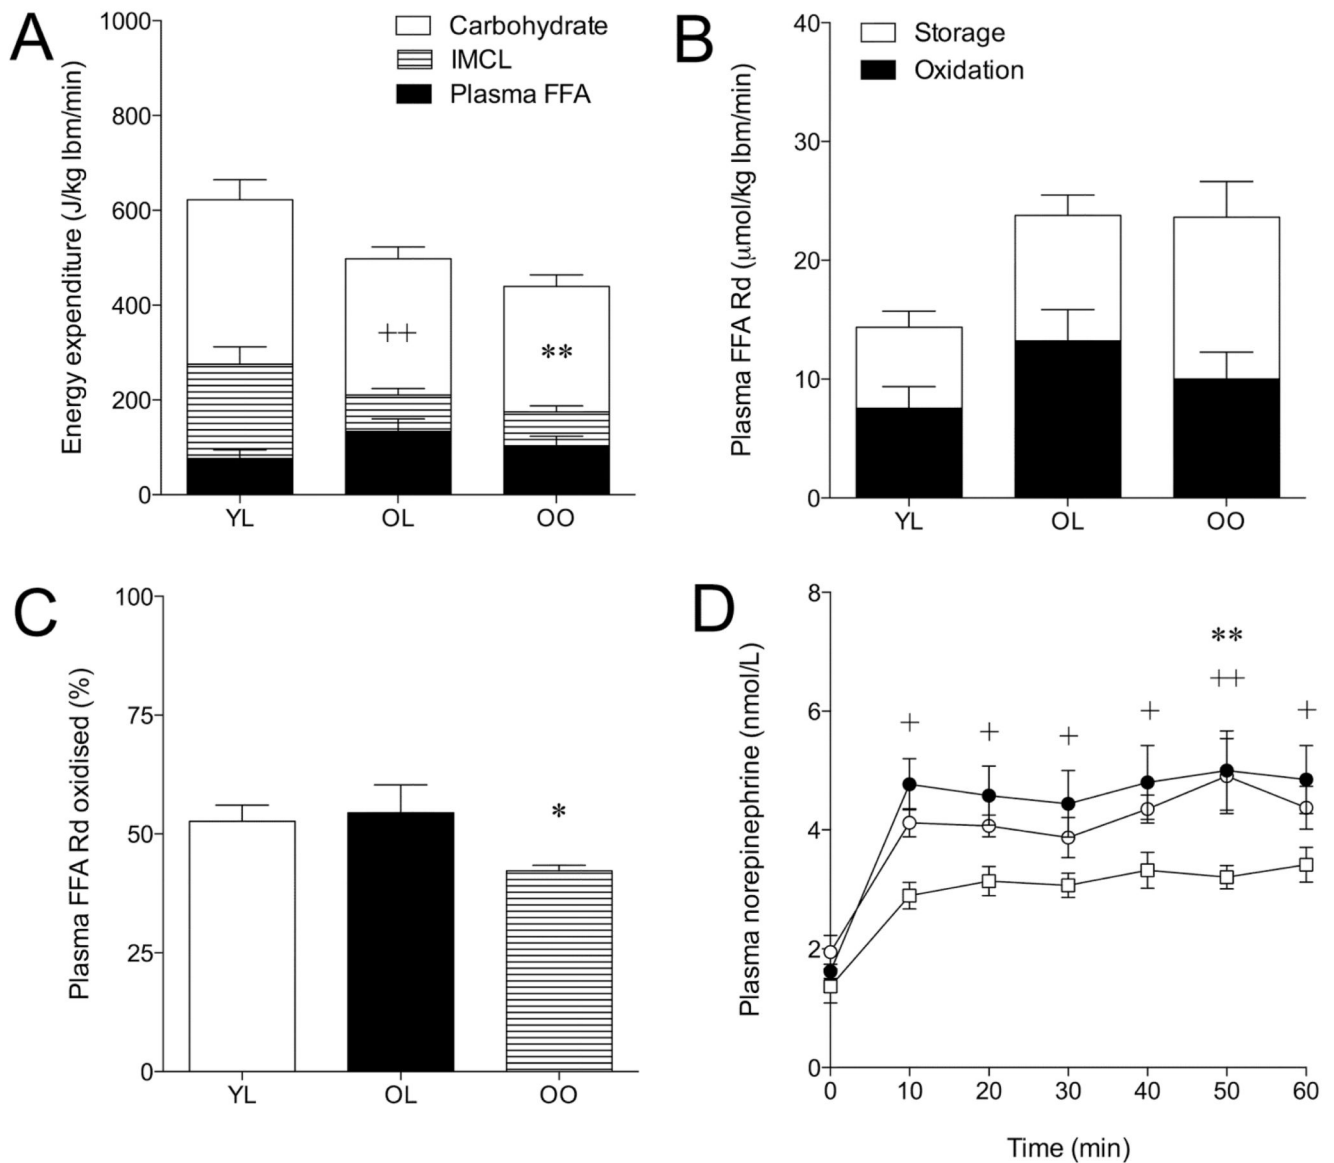 A
Energy expenditure (J/kg lbm/min)
1000
800
600
400
200
0
Carbohydrate
IMCL
Plasma FFA
++
**
YL OL OO
B
Plasma FFA Rd (μmol/kg lbm/min)
40
30
20
10
0
Storage
Oxidation
YL OL OO
C
Plasma FFA Rd oxidised (%)
100
75
50
25
0
*
YL OL OO
D
Plasma norepinephrine (nmol/L)
8
6
4
2
0
**
+ + + + ++ +
0 10 20 30 40 50 60
Time (min)